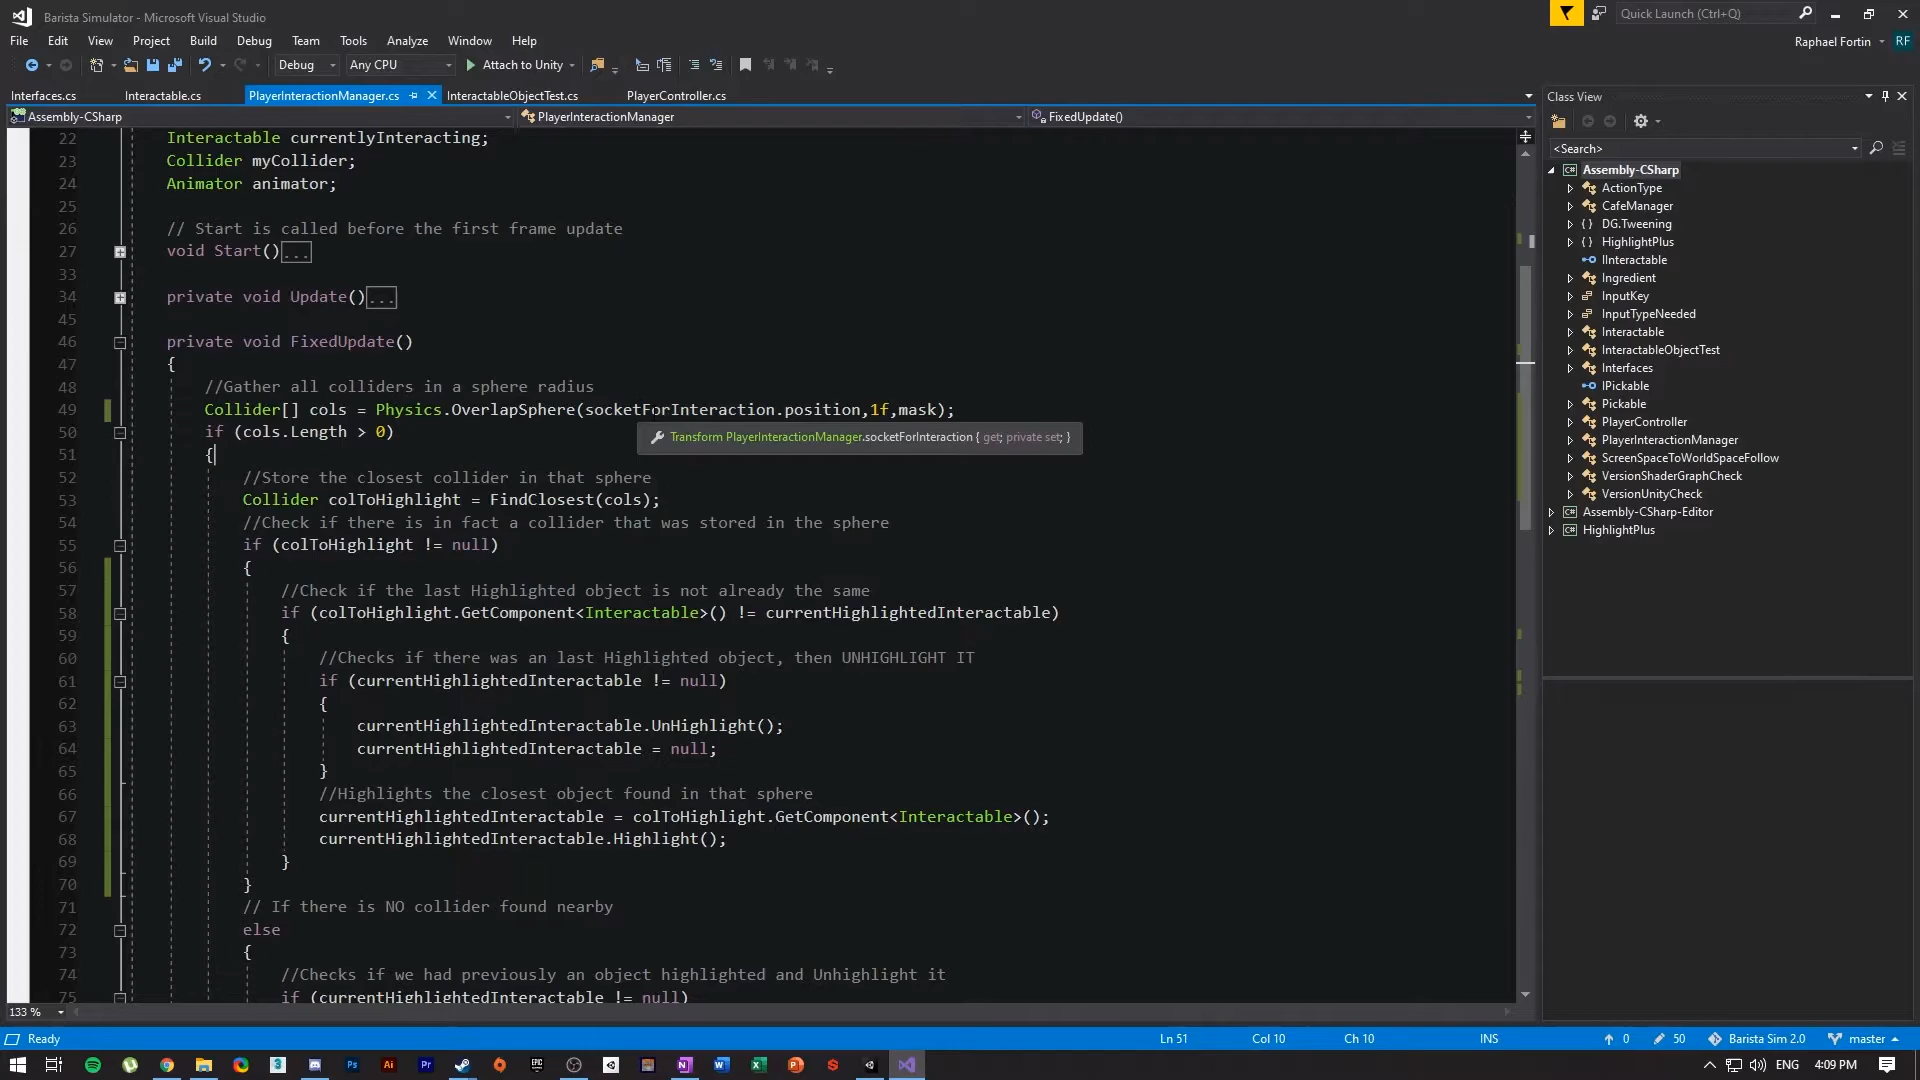 Barista Simulator - Microsoft Visual Studio
Quick Launch (Ctrl+Q)
File Edit View Project Build Debug Team Tools Analyze Window Help
Raphael Fortin RF
Debug Any CPU Attach to Unity
Interfaces.cs Interactable.cs PlayerInteractionManager.cs InteractableObjectTest.cs PlayerController.cs
Assembly-CSharp PlayerInteractionManager FixedUpdate()
22 Interactable currentlyInteracting;
23 Collider myCollider;
24 Animator animator;
25
26 // Start is called before the first frame update
27 void Start()...
33
34 private void Update()...
45
46 private void FixedUpdate()
47 {
48 //Gather all colliders in a sphere radius
49 Collider[] cols = Physics.OverlapSphere(socketForInteraction.position,1f,mask);
50 if (cols.Length > 0)
Transform PlayerInteractionManager.socketForInteraction { get; private set; }
51 {
52 //Store the closest collider in that sphere
53 Collider colToHighlight = FindClosest(cols);
54 //Check if there is in fact a collider that was stored in the sphere
55 if (colToHighlight != null)
56 {
57 //Check if the last Highlighted object is not already the same
58 if (colToHighlight.GetComponent<Interactable>() != currentHighlightedInteractable)
59 {
60 //Checks if there was an last Highlighted object, then UNHIGHLIGHT IT
61 if (currentHighlightedInteractable != null)
62 {
63 currentHighlightedInteractable.UnHighlight();
64 currentHighlightedInteractable = null;
65 }
66 //Highlights the closest object found in that sphere
67 currentHighlightedInteractable = colToHighlight.GetComponent<Interactable>();
68 currentHighlightedInteractable.Highlight();
69 }
70 }
71 // If there is NO collider found nearby
72 else
73 {
74 //Checks if we had previously an object highlighted and Unhighlight it
75 if (currentHighlightedInteractable != null)
133 %
Class View
<Search>
Assembly-CSharp
ActionType
CafeManager
DG.Tweening
HighlightPlus
IInteractable
Ingredient
InputKey
InputTypeNeeded
Interactable
InteractableObjectTest
Interfaces
IPickable
Pickable
PlayerController
PlayerInteractionManager
ScreenSpaceToWorldSpaceFollow
VersionShaderGraphCheck
VersionUnityCheck
Assembly-CSharp-Editor
HighlightPlus
Ready Ln 51 Col 10 Ch 10 INS 0 50 Barista Sim 2.0 master
ENG 4:09 PM